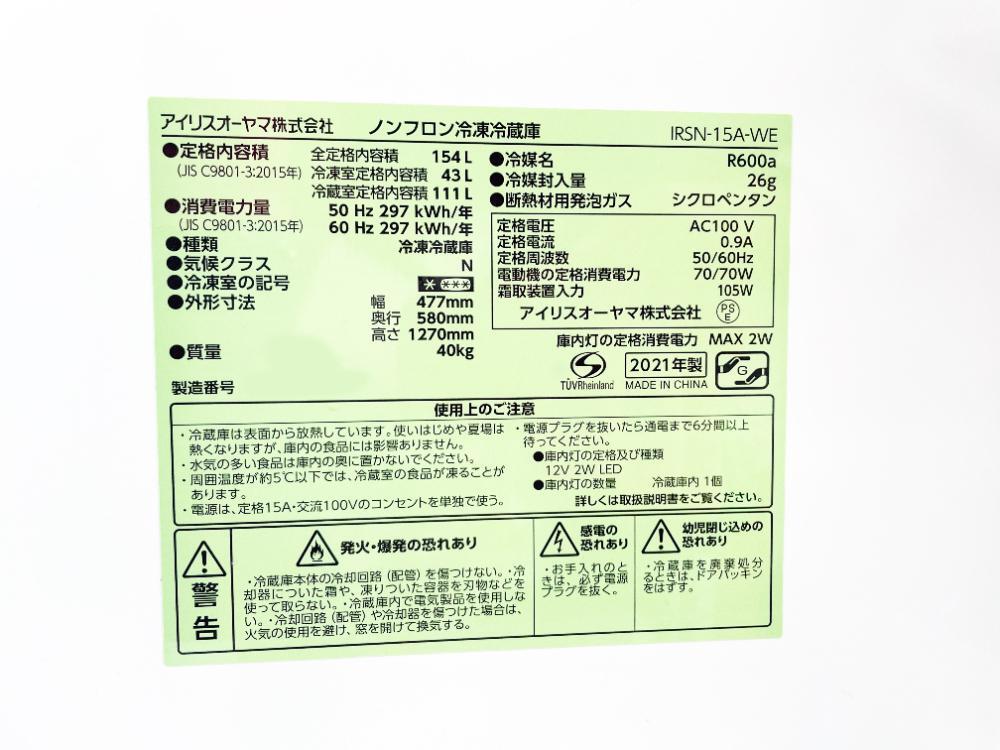 アイリスオーヤマ株式会社 ノンフロン冷凍冷蔵庫 IRSN-15A-WE
●定格内容積 全定格内容積 154 L
(JIS C9801-3:2015年) 冷凍室定格内容積 43 L
冷蔵室定格内容積 111 L
●消費電力量 50 Hz 297 kWh/年
(JIS C9801-3:2015年) 60 Hz 297 kWh/年
●種類 冷凍冷蔵庫
●気候クラス N
●冷凍室の記号 * ***
●外形寸法 幅 477mm
奥行 580mm
高さ 1270mm
●質量 40kg
製造番号
●冷媒名 R600a
●冷媒封入量 26g
●断熱材用発泡ガス シクロペンタン
定格電圧 AC100 V
定格電流 0.9A
定格周波数 50/60Hz
電動機の定格消費電力 70/70W
霜取装置入力 105W
アイリスオーヤマ株式会社 PS E
庫内灯の定格消費電力 MAX 2W
TÜVRheinland 2021年製 MADE IN CHINA G
使用上のご注意
・冷蔵庫は表面から放熱しています。使いはじめや夏場は
熱くなりますが、庫内の食品には影響ありません。
・水気の多い食品は庫内の奥に置かないでください。
・周囲温度が約5℃以下では、冷蔵室の食品が凍ることが
あります。
・電源は、定格15A・交流100Vのコンセントを単独で使う。
・電源プラグを抜いたら通電まで6分間以上
待ってください。
●庫内灯の定格及び種類
12V 2W LED
●庫内灯の数量 冷蔵庫内 1個
詳しくは取扱説明書をご覧ください。
警告
発火・爆発の恐れあり
・冷蔵庫本体の冷却回路(配管)を傷つけない。・冷
却器についた霜や、凍りついた容器を刃物などを
使って取らない。・冷蔵庫内で電気製品を使用しな
い。・冷却回路(配管)や冷却器を傷つけた場合は、
火気の使用を避け、窓を開けて換気する。
感電の
恐れあり
・お手入れのと
きは、必ず電源
プラグを抜く。
幼児閉じ込めの
恐れあり
・冷蔵庫を廃棄処分
するときは、ドアパッキン
をはずす。